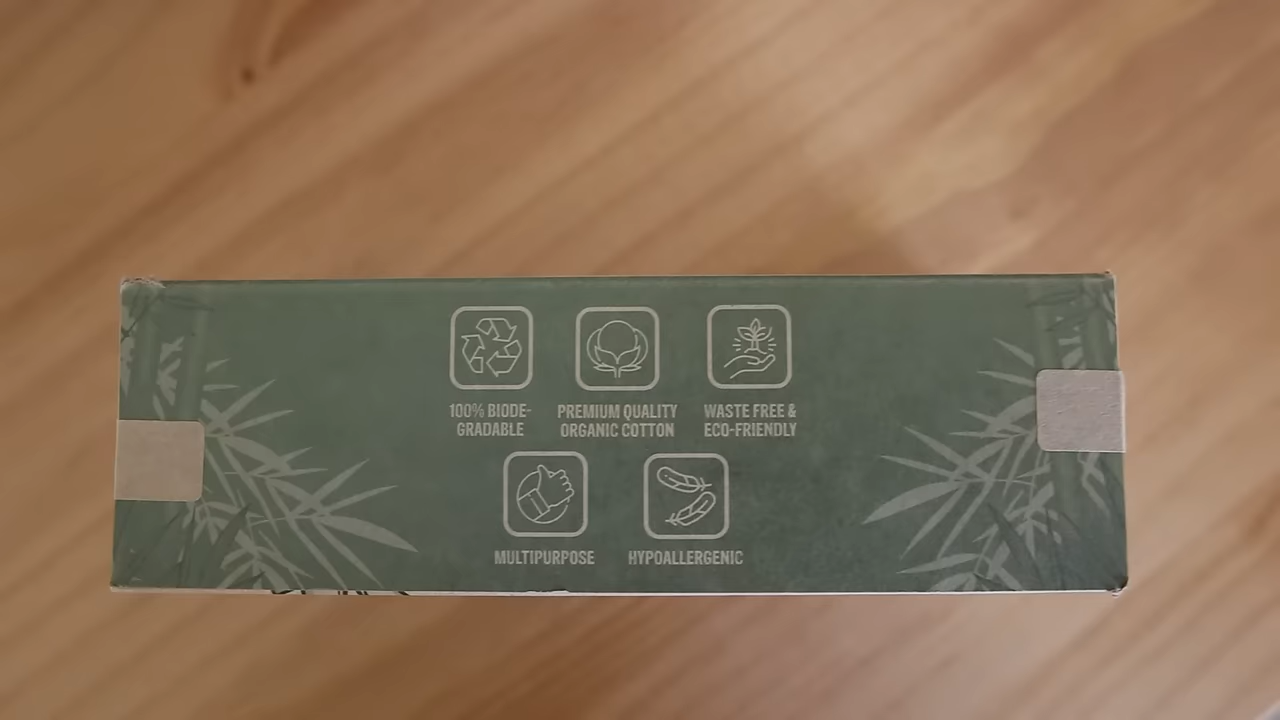 100% BIODE-
GRADABLE
PREMIUM QUALITY
ORGANIC COTTON
WASTE FREE &
ECO-FRIENDLY
MULTIPURPOSE
HYPOALLERGENIC